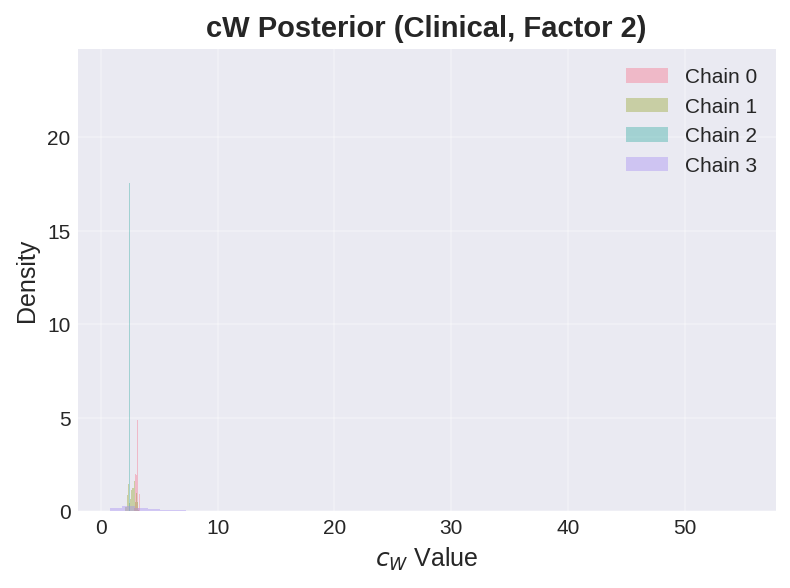 cW Posterior (Clinical, Factor 2)
Chain 0
Chain 1
Chain 2
Chain 3
20
15
10
5
0
Density
0 10 20 30 40 50
c_W Value